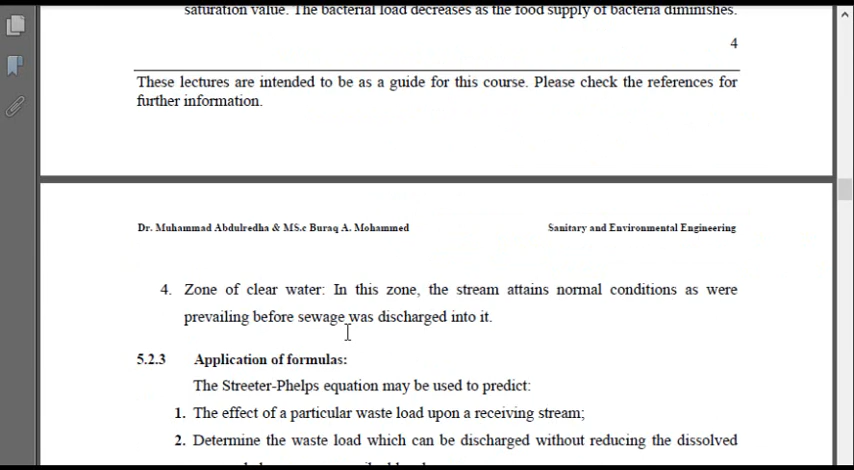 saturation value. The bacterial load decreases as the food supply of bacteria diminishes.
4
These lectures are intended to be as a guide for this course. Please check the references for
further information.
Dr. Muhammad Abdulredha & MS.c Buraq A. Mohammed Sanitary and Environmental Engineering
4. Zone of clear water: In this zone, the stream attains normal conditions as were
prevailing before sewage was discharged into it.
5.2.3 Application of formulas:
The Streeter-Phelps equation may be used to predict:
1. The effect of a particular waste load upon a receiving stream;
2. Determine the waste load which can be discharged without reducing the dissolved